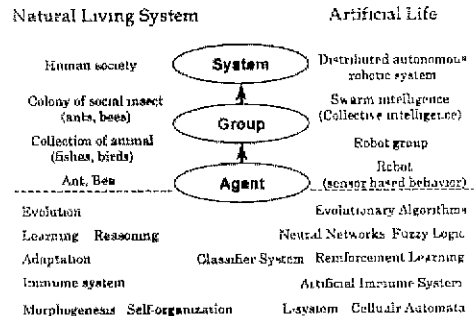 Natural Living System Artificial Life
Human society System Distributed autonomous
robotic system
Colony of social insect Swarm intelligence
(ants, bees) Group (Collective intelligence)
Collection of animal Robot group
(fishes, birds)
Ant, Bee Agent Robot
(sensor based behavior)
Evolution Evolutionary Algorithms
Learning Reasoning Neural Networks Fuzzy Logic
Adaptation Classifier System Reinforcement Learning
Immune system Artificial Immune System
Morphogenesis Self-organization L-system Cellular Automata